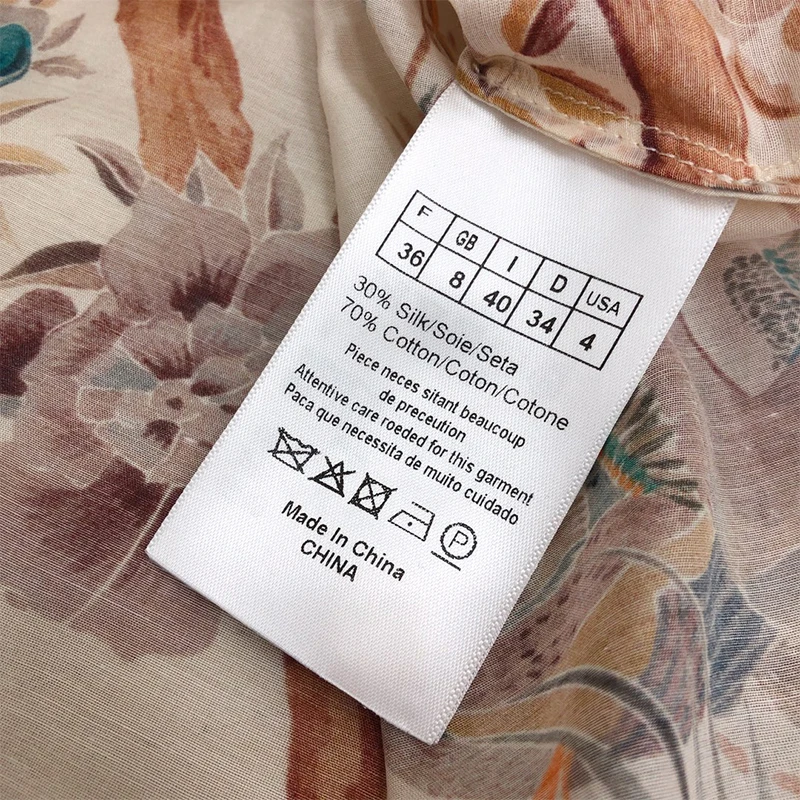 F GB I D USA
36 8 40 34 4
30% Silk/Soie/Seta
70% Cotton/Coton/Cotone
Piece neces sitant beaucoup
de preceution
Attentive care roeded for this garment
Paca que necessita de muito cuidado
P
Made In China
CHINA